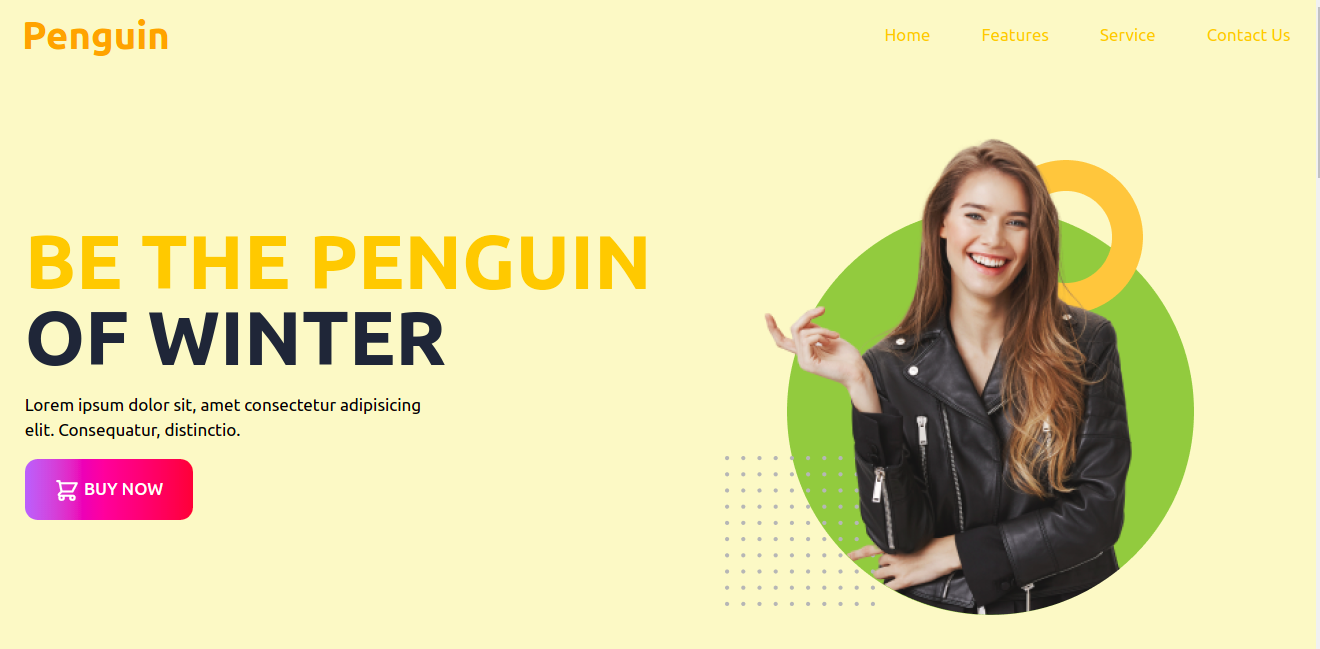 Penguin
Home Features Service Contact Us
BE THE PENGUIN
OF WINTER
Lorem ipsum dolor sit, amet consectetur adipisicing
elit. Consequatur, distinctio.
BUY NOW